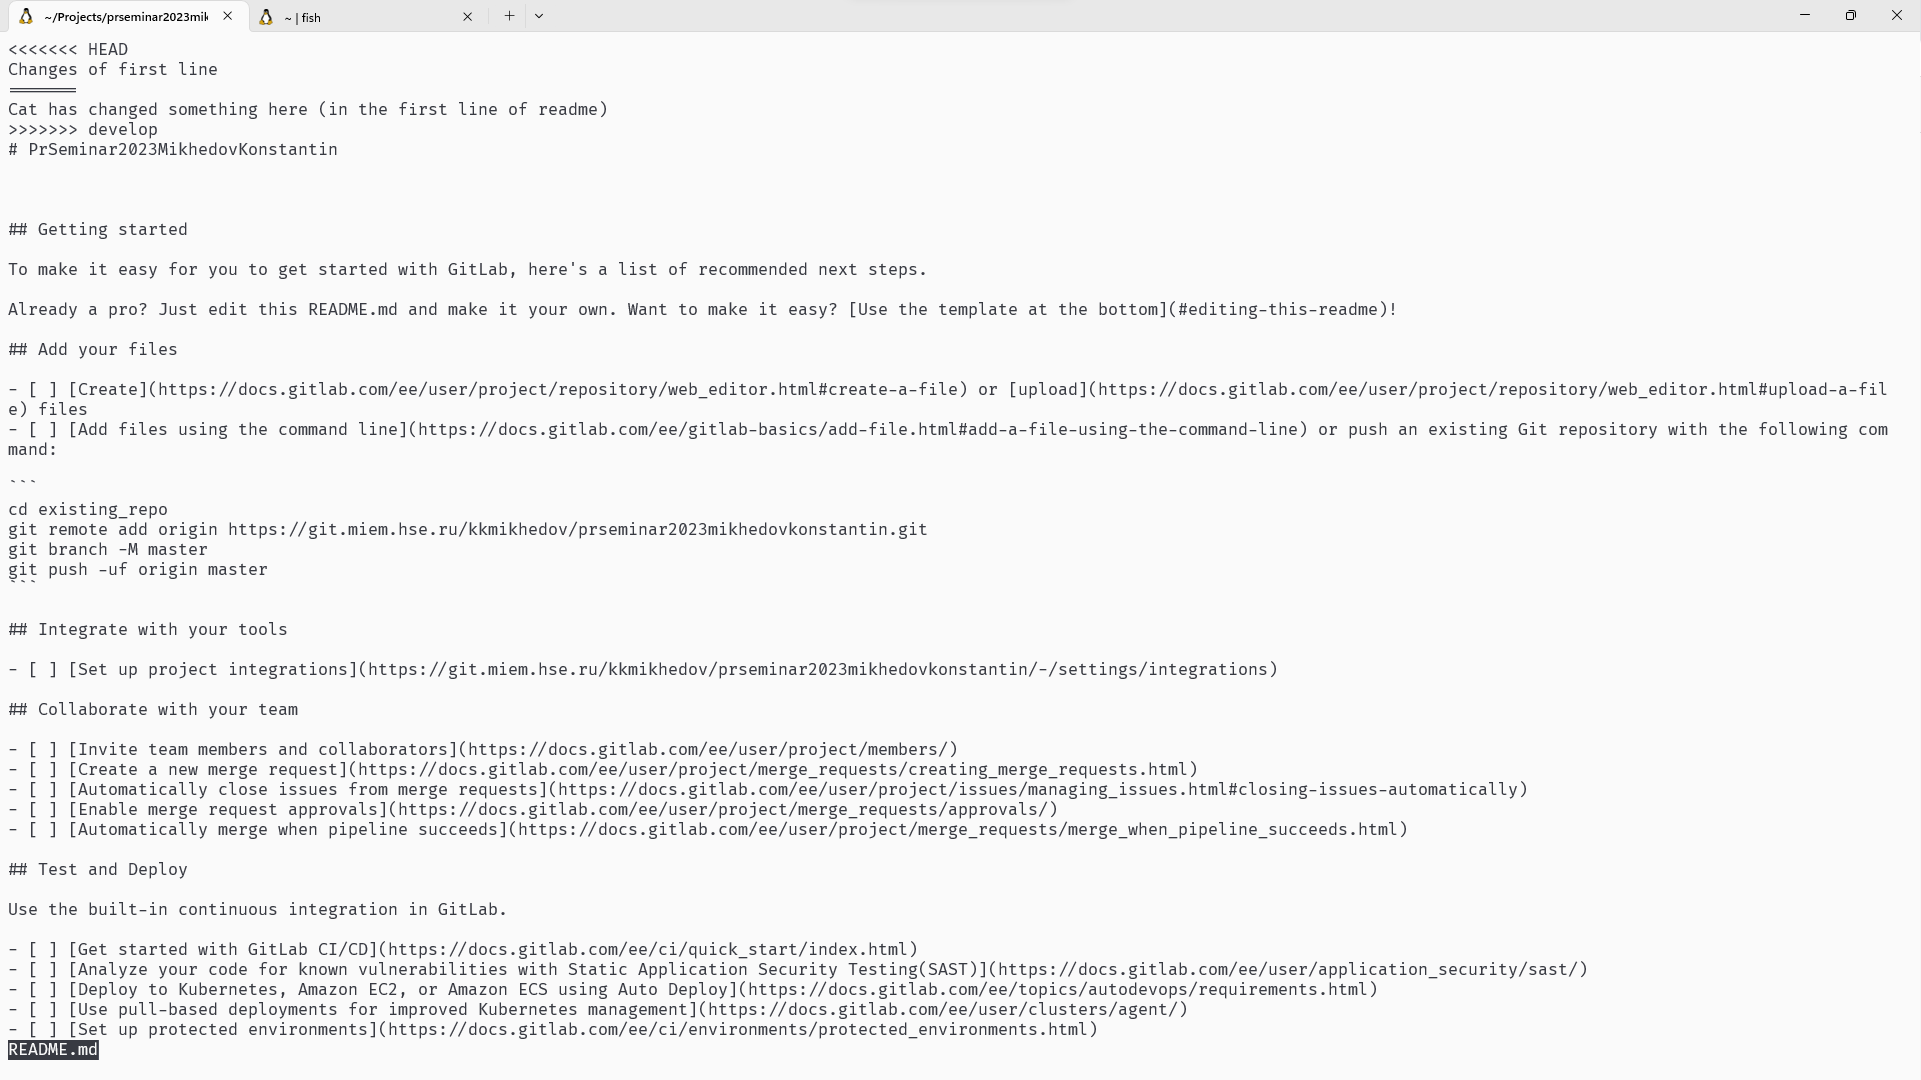 ~/Projects/prseminar2023mik
~ | fish
<<<<<<< HEAD
Changes of first line
=======
Cat has changed something here (in the first line of readme)
>>>>>>> develop
# PrSeminar2023MikhedovKonstantin
## Getting started
To make it easy for you to get started with GitLab, here's a list of recommended next steps.
Already a pro? Just edit this README.md and make it your own. Want to make it easy? [Use the template at the bottom](#editing-this-readme)!
## Add your files
- [ ] [Create](https://docs.gitlab.com/ee/user/project/repository/web_editor.html#create-a-file) or [upload](https://docs.gitlab.com/ee/user/project/repository/web_editor.html#upload-a-fil
e) files
- [ ] [Add files using the command line](https://docs.gitlab.com/ee/gitlab-basics/add-file.html#add-a-file-using-the-command-line) or push an existing Git repository with the following com
mand:
```
cd existing_repo
git remote add origin https://git.miem.hse.ru/kkmikhedov/prseminar2023mikhedovkonstantin.git
git branch -M master
git push -uf origin master
```
## Integrate with your tools
- [ ] [Set up project integrations](https://git.miem.hse.ru/kkmikhedov/prseminar2023mikhedovkonstantin/-/settings/integrations)
## Collaborate with your team
- [ ] [Invite team members and collaborators](https://docs.gitlab.com/ee/user/project/members/)
- [ ] [Create a new merge request](https://docs.gitlab.com/ee/user/project/merge_requests/creating_merge_requests.html)
- [ ] [Automatically close issues from merge requests](https://docs.gitlab.com/ee/user/project/issues/managing_issues.html#closing-issues-automatically)
- [ ] [Enable merge request approvals](https://docs.gitlab.com/ee/user/project/merge_requests/approvals/)
- [ ] [Automatically merge when pipeline succeeds](https://docs.gitlab.com/ee/user/project/merge_requests/merge_when_pipeline_succeeds.html)
## Test and Deploy
Use the built-in continuous integration in GitLab.
- [ ] [Get started with GitLab CI/CD](https://docs.gitlab.com/ee/ci/quick_start/index.html)
- [ ] [Analyze your code for known vulnerabilities with Static Application Security Testing(SAST)](https://docs.gitlab.com/ee/user/application_security/sast/)
- [ ] [Deploy to Kubernetes, Amazon EC2, or Amazon ECS using Auto Deploy](https://docs.gitlab.com/ee/topics/autodevops/requirements.html)
- [ ] [Use pull-based deployments for improved Kubernetes management](https://docs.gitlab.com/ee/user/clusters/agent/)
- [ ] [Set up protected environments](https://docs.gitlab.com/ee/ci/environments/protected_environments.html)
README.md